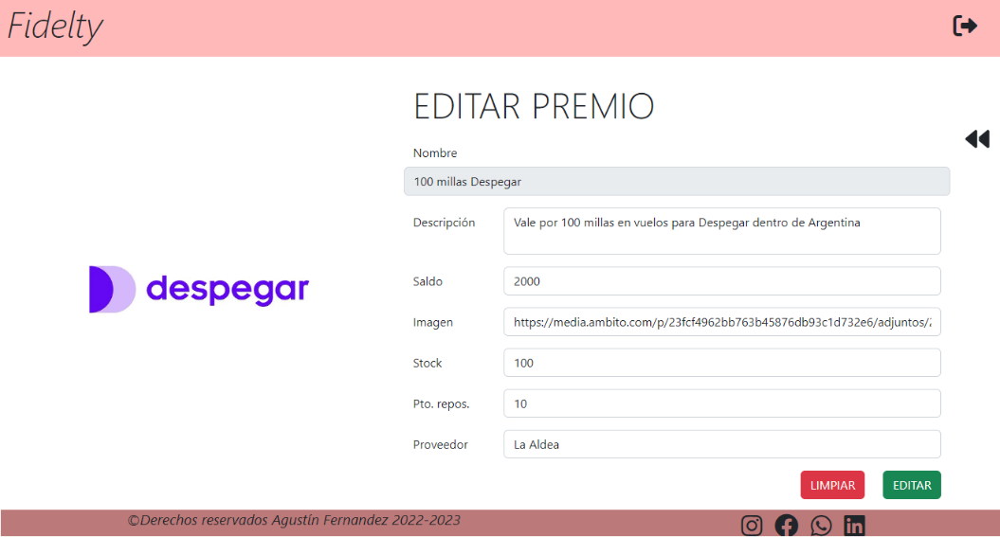 Fidelty
EDITAR PREMIO
Nombre
100 millas Despegar
Descripción
Vale por 100 millas en vuelos para Despegar dentro de Argentina
despegar
Saldo
2000
Imagen
https://media.ambito.com/p/23fcf4962bb763b45876db93c1d732e6/adjuntos/
Stock
100
Pto. repos.
10
Proveedor
La Aldea
LIMPIAR
EDITAR
©Derechos reservados Agustín Fernandez 2022-2023